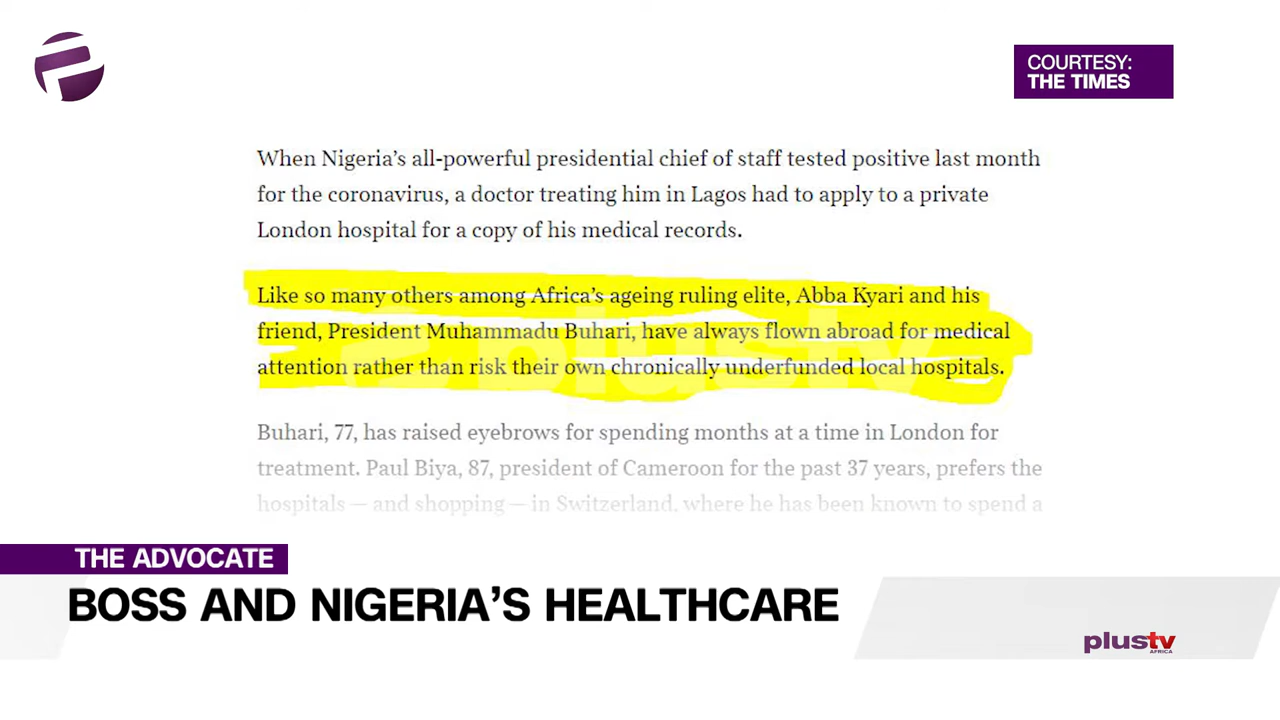 COURTESY:
THE TIMES
When Nigeria’s all-powerful presidential chief of staff tested positive last month
for the coronavirus, a doctor treating him in Lagos had to apply to a private
London hospital for a copy of his medical records.
Like so many others among Africa’s ageing ruling elite, Abba Kyari and his
friend, President Muhammadu Buhari, have always flown abroad for medical
attention rather than risk their own chronically underfunded local hospitals.
plustv
Buhari, 77, has raised eyebrows for spending months at a time in London for
treatment. Paul Biya, 87, president of Cameroon for the past 37 years, prefers the
hospitals — and shopping — in Switzerland, where he has been known to spend a
THE ADVOCATE
BOSS AND NIGERIA’S HEALTHCARE
plustv
AFRICA